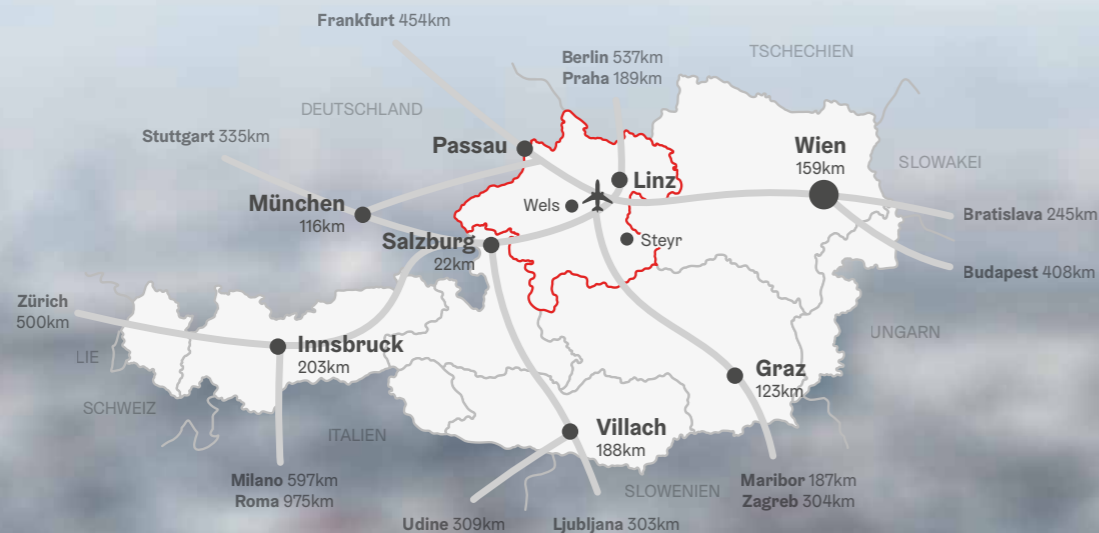 Frankfurt 454km
Berlin 537km
Praha 189km
TSCHECHIEN
DEUTSCHLAND
Stuttgart 335km
Passau
Wien
159km
SLOWAKEI
Linz
München
116km
Wels
Bratislava 245km
Salzburg
22km
Steyr
Budapest 408km
Zürich
500km
UNGARN
LIE
Innsbruck
203km
Graz
123km
SCHWEIZ
ITALIEN
Villach
188km
Milano 597km
Roma 975km
SLOWENIEN
Maribor 187km
Zagreb 304km
Udine 309km
Ljubljana 303km